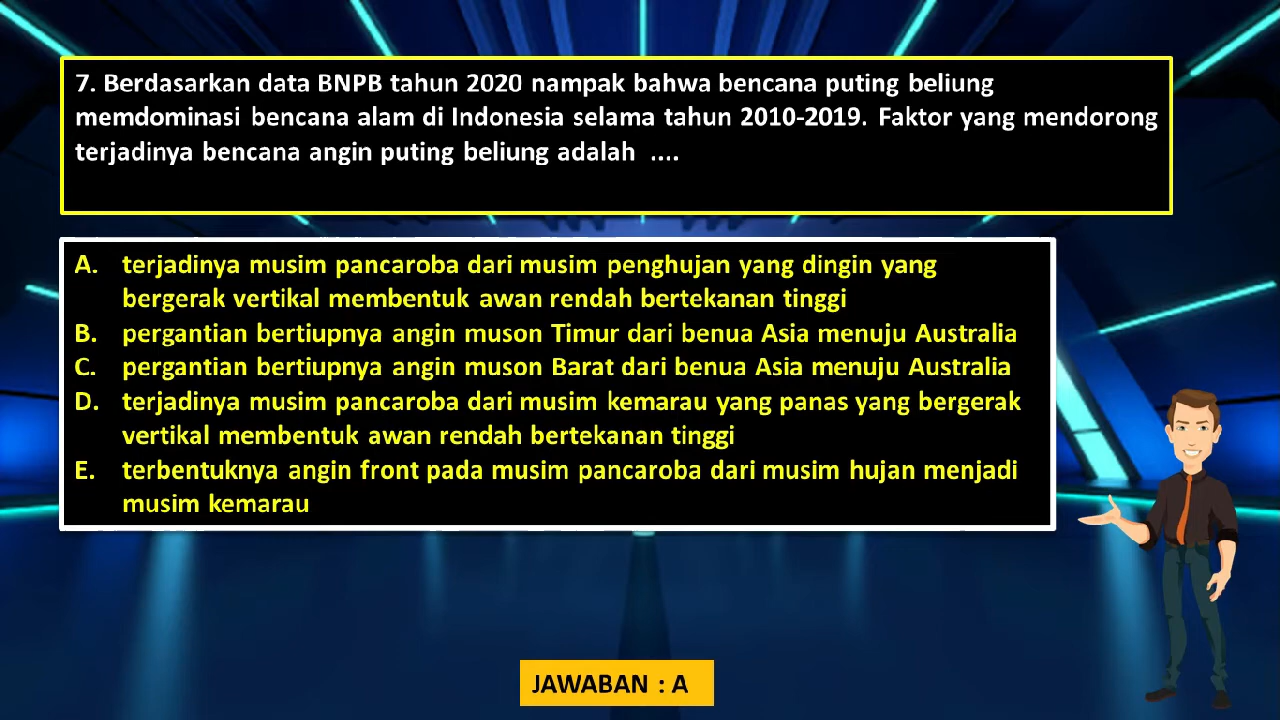 7. Berdasarkan data BNPB tahun 2020 nampak bahwa bencana puting beliung
memdominasi bencana alam di Indonesia selama tahun 2010-2019. Faktor yang mendorong
terjadinya bencana angin puting beliung adalah ....
A. terjadinya musim pancaroba dari musim penghujan yang dingin yang
bergerak vertikal membentuk awan rendah bertekanan tinggi
B. pergantian bertiupnya angin muson Timur dari benua Asia menuju Australia
C. pergantian bertiupnya angin muson Barat dari benua Asia menuju Australia
D. terjadinya musim pancaroba dari musim kemarau yang panas yang bergerak
vertikal membentuk awan rendah bertekanan tinggi
E. terbentuknya angin front pada musim pancaroba dari musim hujan menjadi
musim kemarau
JAWABAN : A